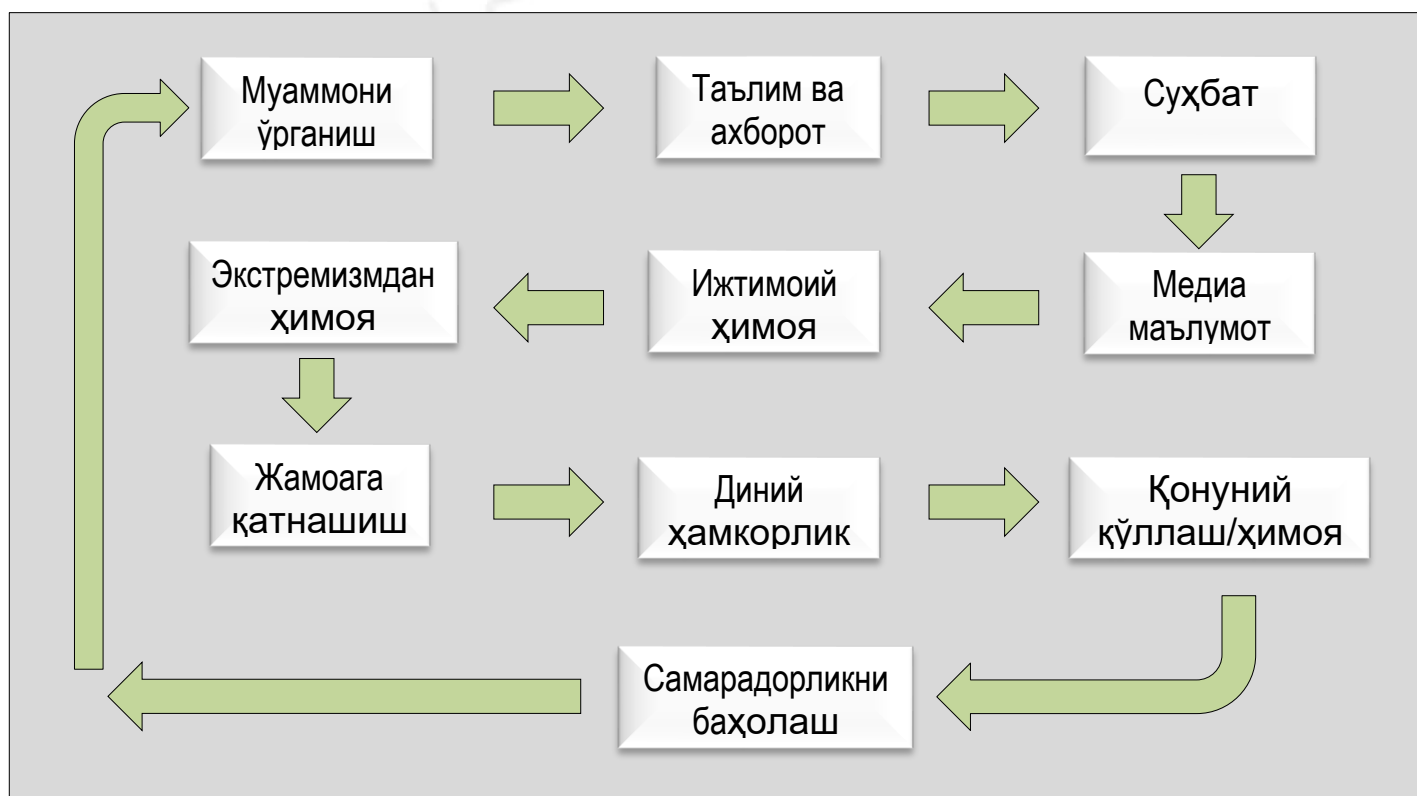 Муаммони
ўрганиш
Таълим ва
ахборот
Суҳбат
Медиа
маълумот
Ижтимоий
ҳимоя
Экстремизмдан
ҳимоя
Жамоага
қатнашиш
Диний
ҳамкорлик
Қонуний
қўллаш/ҳимоя
Самарадорликни
баҳолаш